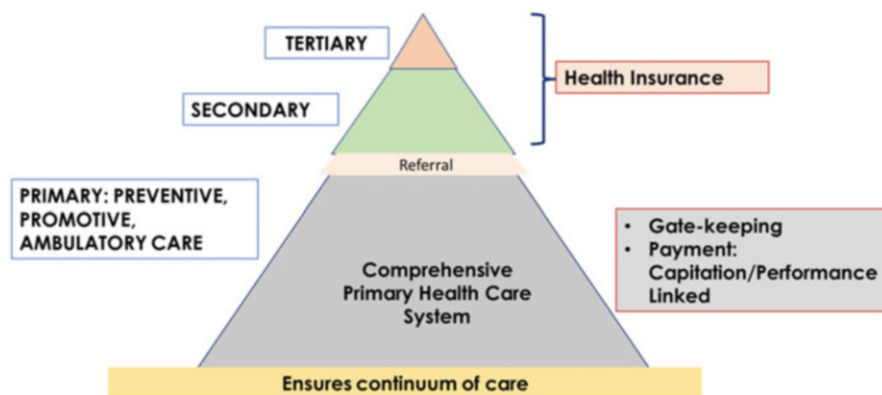 TERTIARY
Health Insurance
SECONDARY
Referral
PRIMARY: PREVENTIVE,
PROMOTIVE,
AMBULATORY CARE
• Gate-keeping
• Payment:
Capitation/Performance
Linked
Comprehensive
Primary Health Care
System
Ensures continuum of care